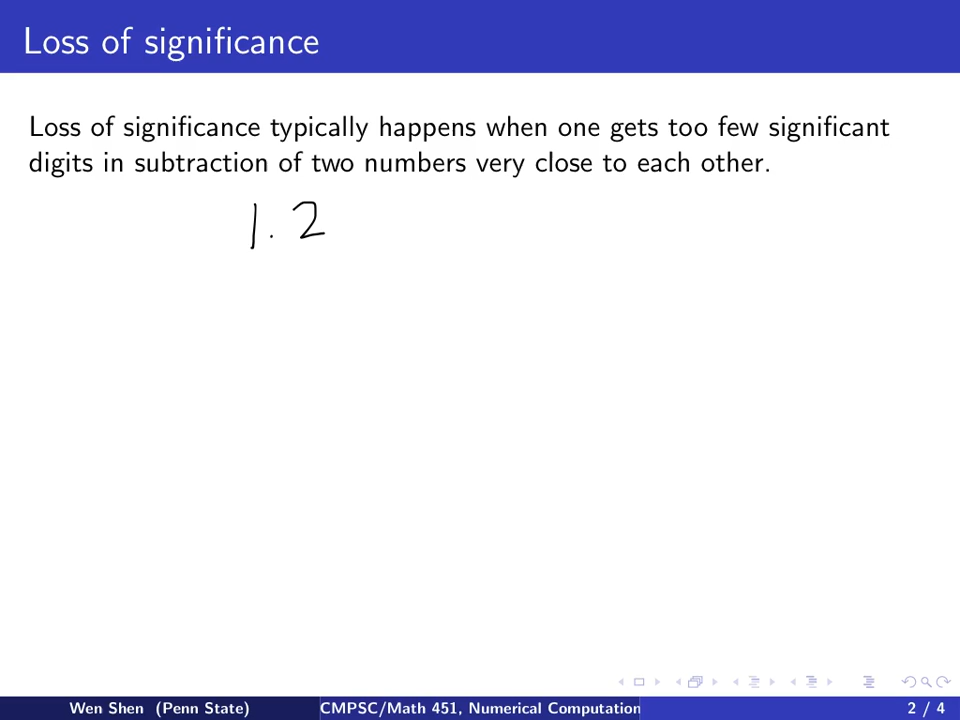 Loss of significance
Loss of significance typically happens when one gets too few significant
digits in subtraction of two numbers very close to each other.
1.2
Wen Shen (Penn State) CMPSC/Math 451, Numerical Computation 2 / 4